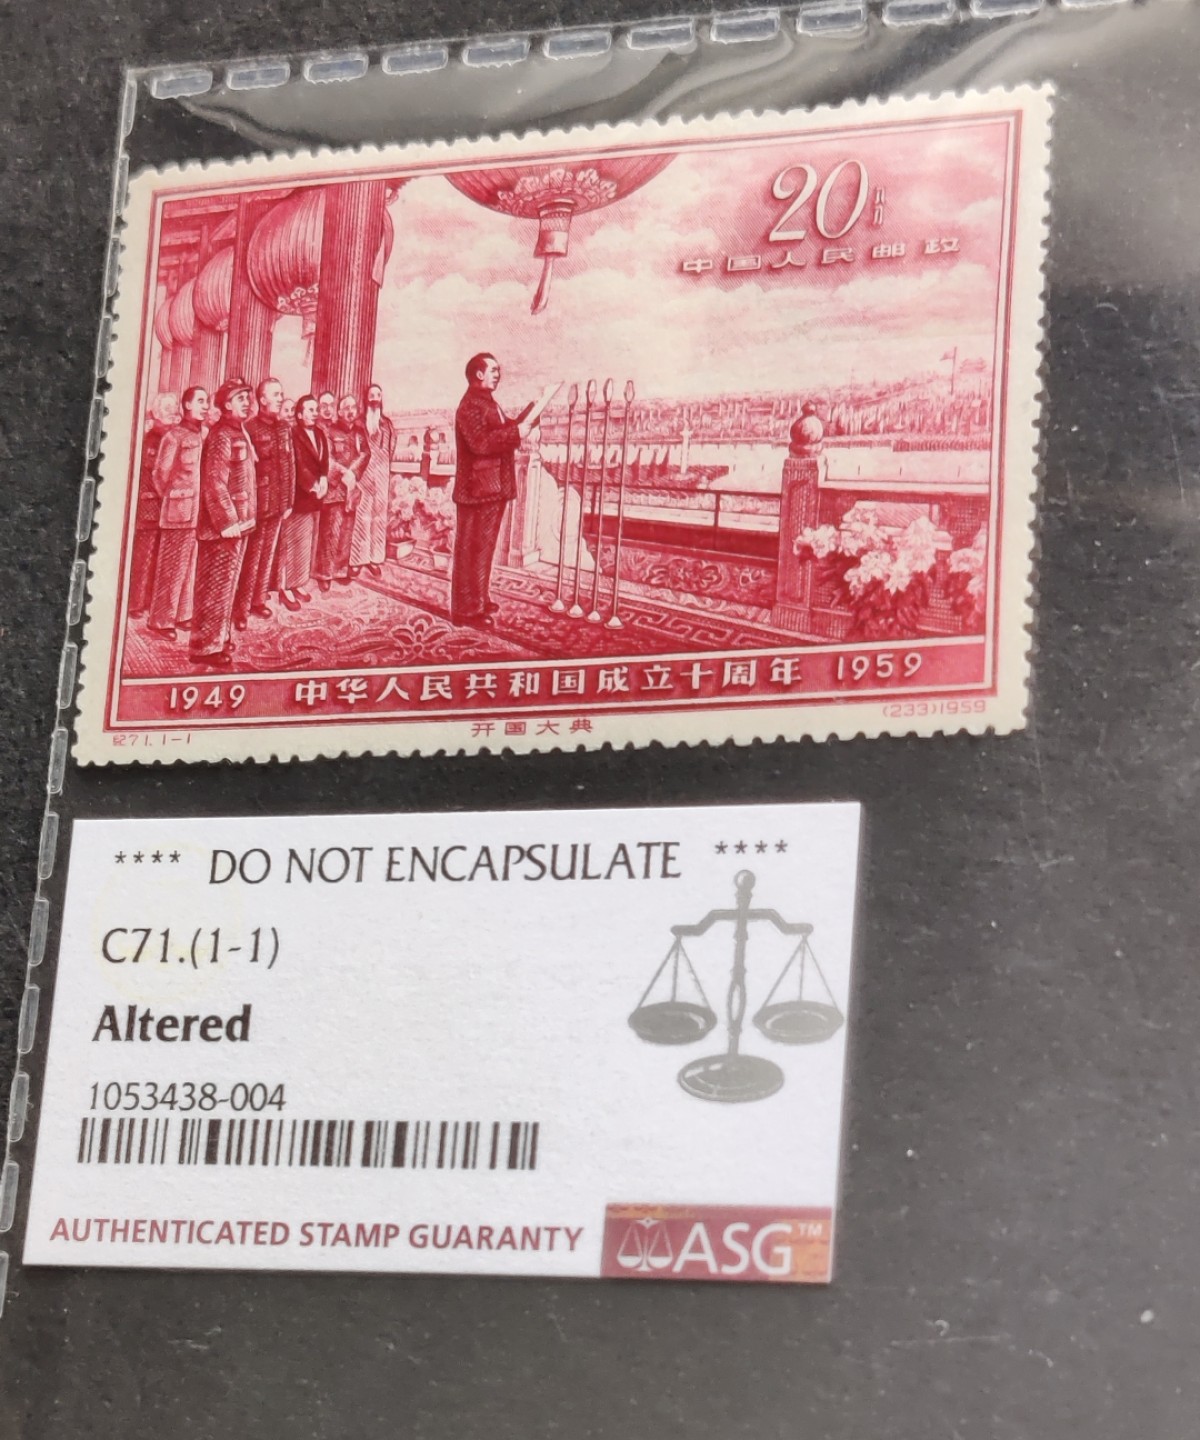 20分
中国人民邮政
1949 中华人民共和国成立十周年 1959
纪71.1-1 开国大典 (233)1959
**** DO NOT ENCAPSULATE ****
C71.(1-1)
Altered
1053438-004
AUTHENTICATED STAMP GUARANTY ASG™